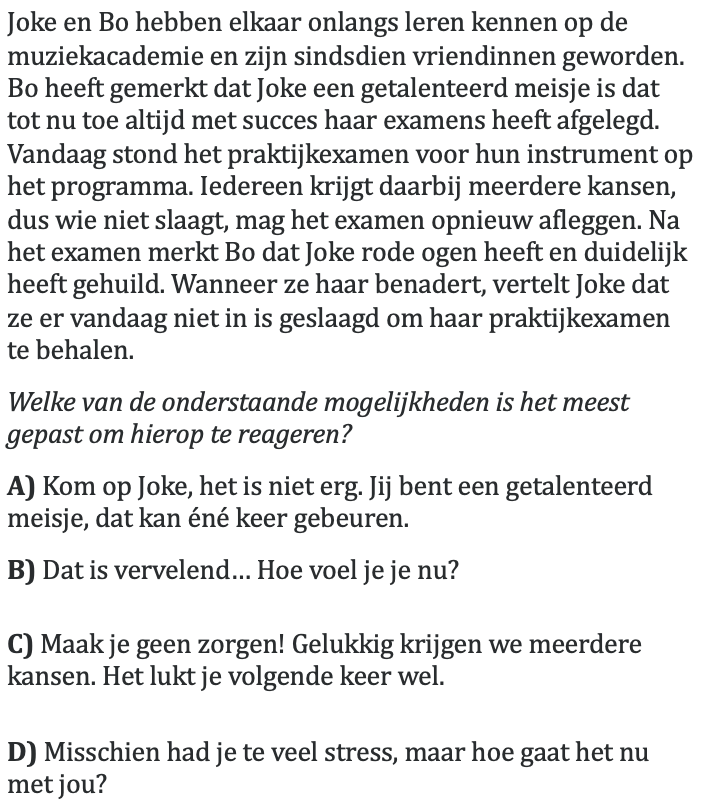 Joke en Bo hebben elkaar onlangs leren kennen op de
muziekacademie en zijn sindsdien vriendinnen geworden.
Bo heeft gemerkt dat Joke een getalenteerd meisje is dat
tot nu toe altijd met succes haar examens heeft afgelegd.
Vandaag stond het praktijkexamen voor hun instrument op
het programma. Iedereen krijgt daarbij meerdere kansen,
dus wie niet slaagt, mag het examen opnieuw afleggen. Na
het examen merkt Bo dat Joke rode ogen heeft en duidelijk
heeft gehuild. Wanneer ze haar benadert, vertelt Joke dat
ze er vandaag niet in is geslaagd om haar praktijkexamen
te behalen.
Welke van de onderstaande mogelijkheden is het meest
gepast om hierop te reageren?
A) Kom op Joke, het is niet erg. Jij bent een getalenteerd
meisje, dat kan éné keer gebeuren.
B) Dat is vervelend... Hoe voel je je nu?
C) Maak je geen zorgen! Gelukkig krijgen we meerdere
kansen. Het lukt je volgende keer wel.
D) Misschien had je te veel stress, maar hoe gaat het nu
met jou?